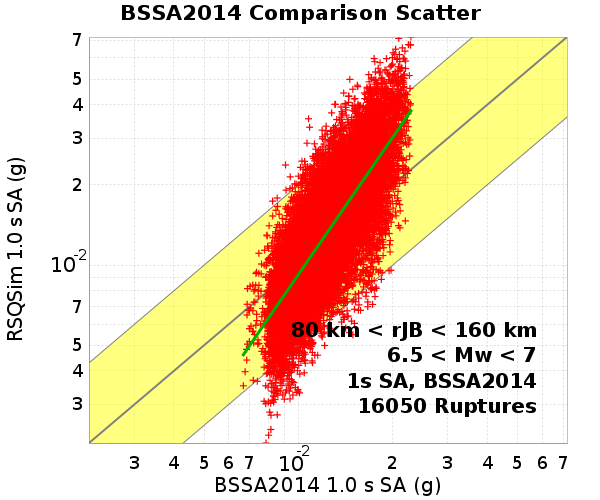 BSSA2014 Comparison Scatter
RSQSim 1.0 s SA (g)
7
5
4
3
2
10-2
7
5
4
3
80 km < rJB < 160 km
6.5 < Mw < 7
1s SA, BSSA2014
16050 Ruptures
3 4 5 6 7 10-2 2 3 4 5 6 7
BSSA2014 1.0 s SA (g)